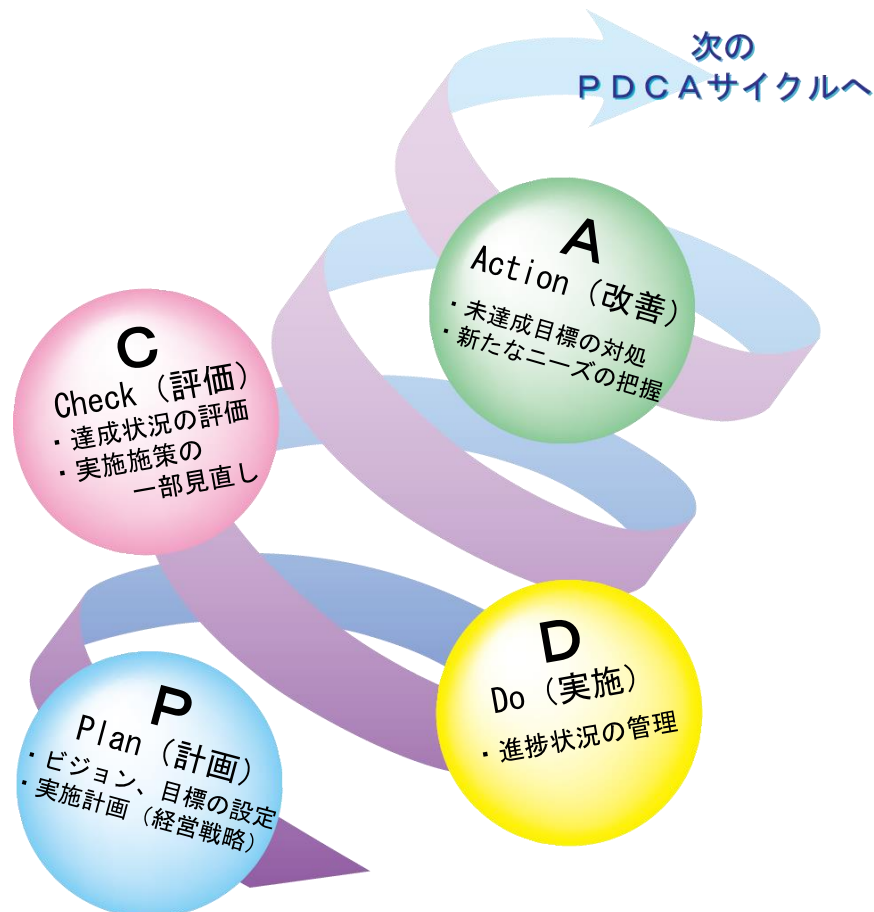 次の
ＰＤＣＡサイクルへ
A
Action（改善）
・未達成目標の対処
・新たなニーズの把握
C
Check（評価）
・達成状況の評価
・実施施策の
一部見直し
D
Do（実施）
・進捗状況の管理
P
Plan（計画）
・ビジョン、目標の設定
・実施計画（経営戦略）